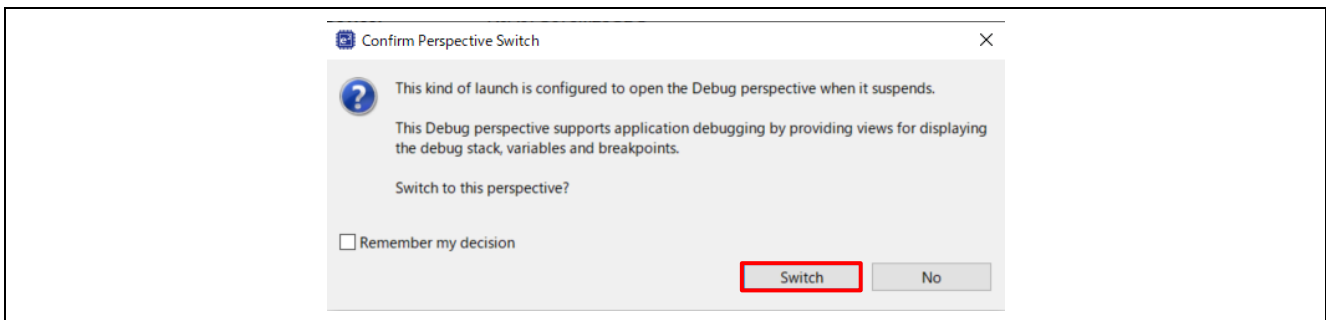 Confirm Perspective Switch
This kind of launch is configured to open the Debug perspective when it suspends.
This Debug perspective supports application debugging by providing views for displaying
the debug stack, variables and breakpoints.
Switch to this perspective?
Remember my decision
Switch No